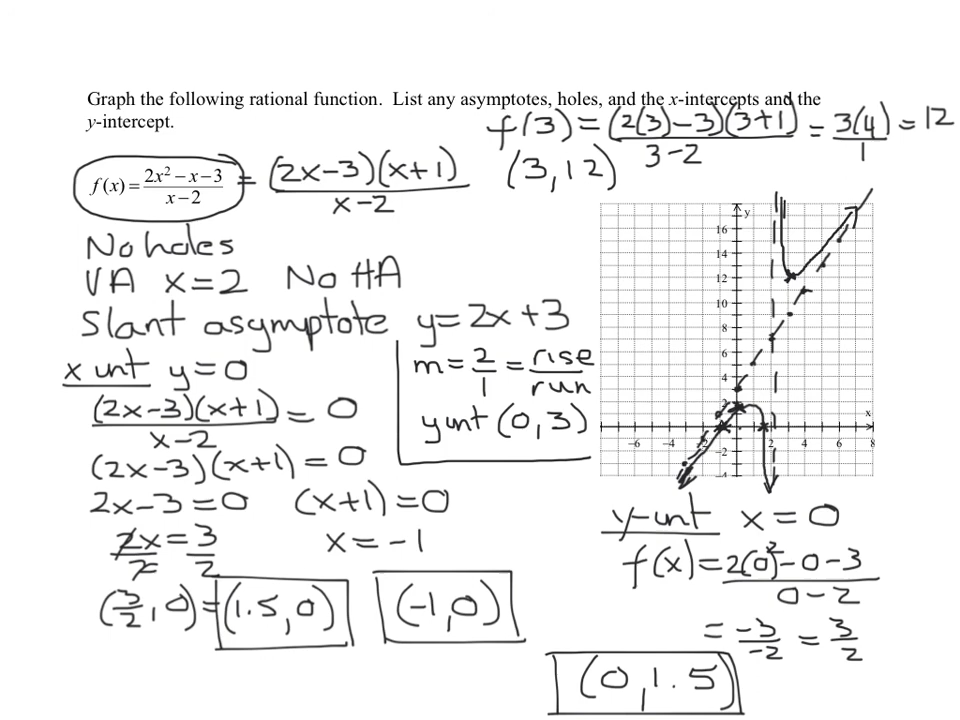 Graph the following rational function. List any asymptotes, holes, and the x-intercepts and the
y-intercept.
f(3) = (2(3)-3)(3+1) / 3-2 = 3(4) / 1 = 12
(3, 12)
f(x) = 2x² - x - 3 / x - 2 = (2x-3)(x+1) / x-2
No holes
VA x=2 No HA
Slant asymptote y=2x+3
m = 2/1 = rise/run
y int (0, 3)
x int y=0
(2x-3)(x+1) / x-2 = 0
(2x-3)(x+1) = 0
2x-3=0 (x+1)=0
2x/2 = 3/2 x = -1
(3/2, 0) = (1.5, 0) (-1, 0)
y
16
14
12
10
8
6
4
2
x
-6 -4 -2 2 4 6 8
-2
-4
y-int x = 0
f(x) = 2(0)² - 0 - 3 / 0 - 2
= -3/-2 = 3/2
(0, 1.5)